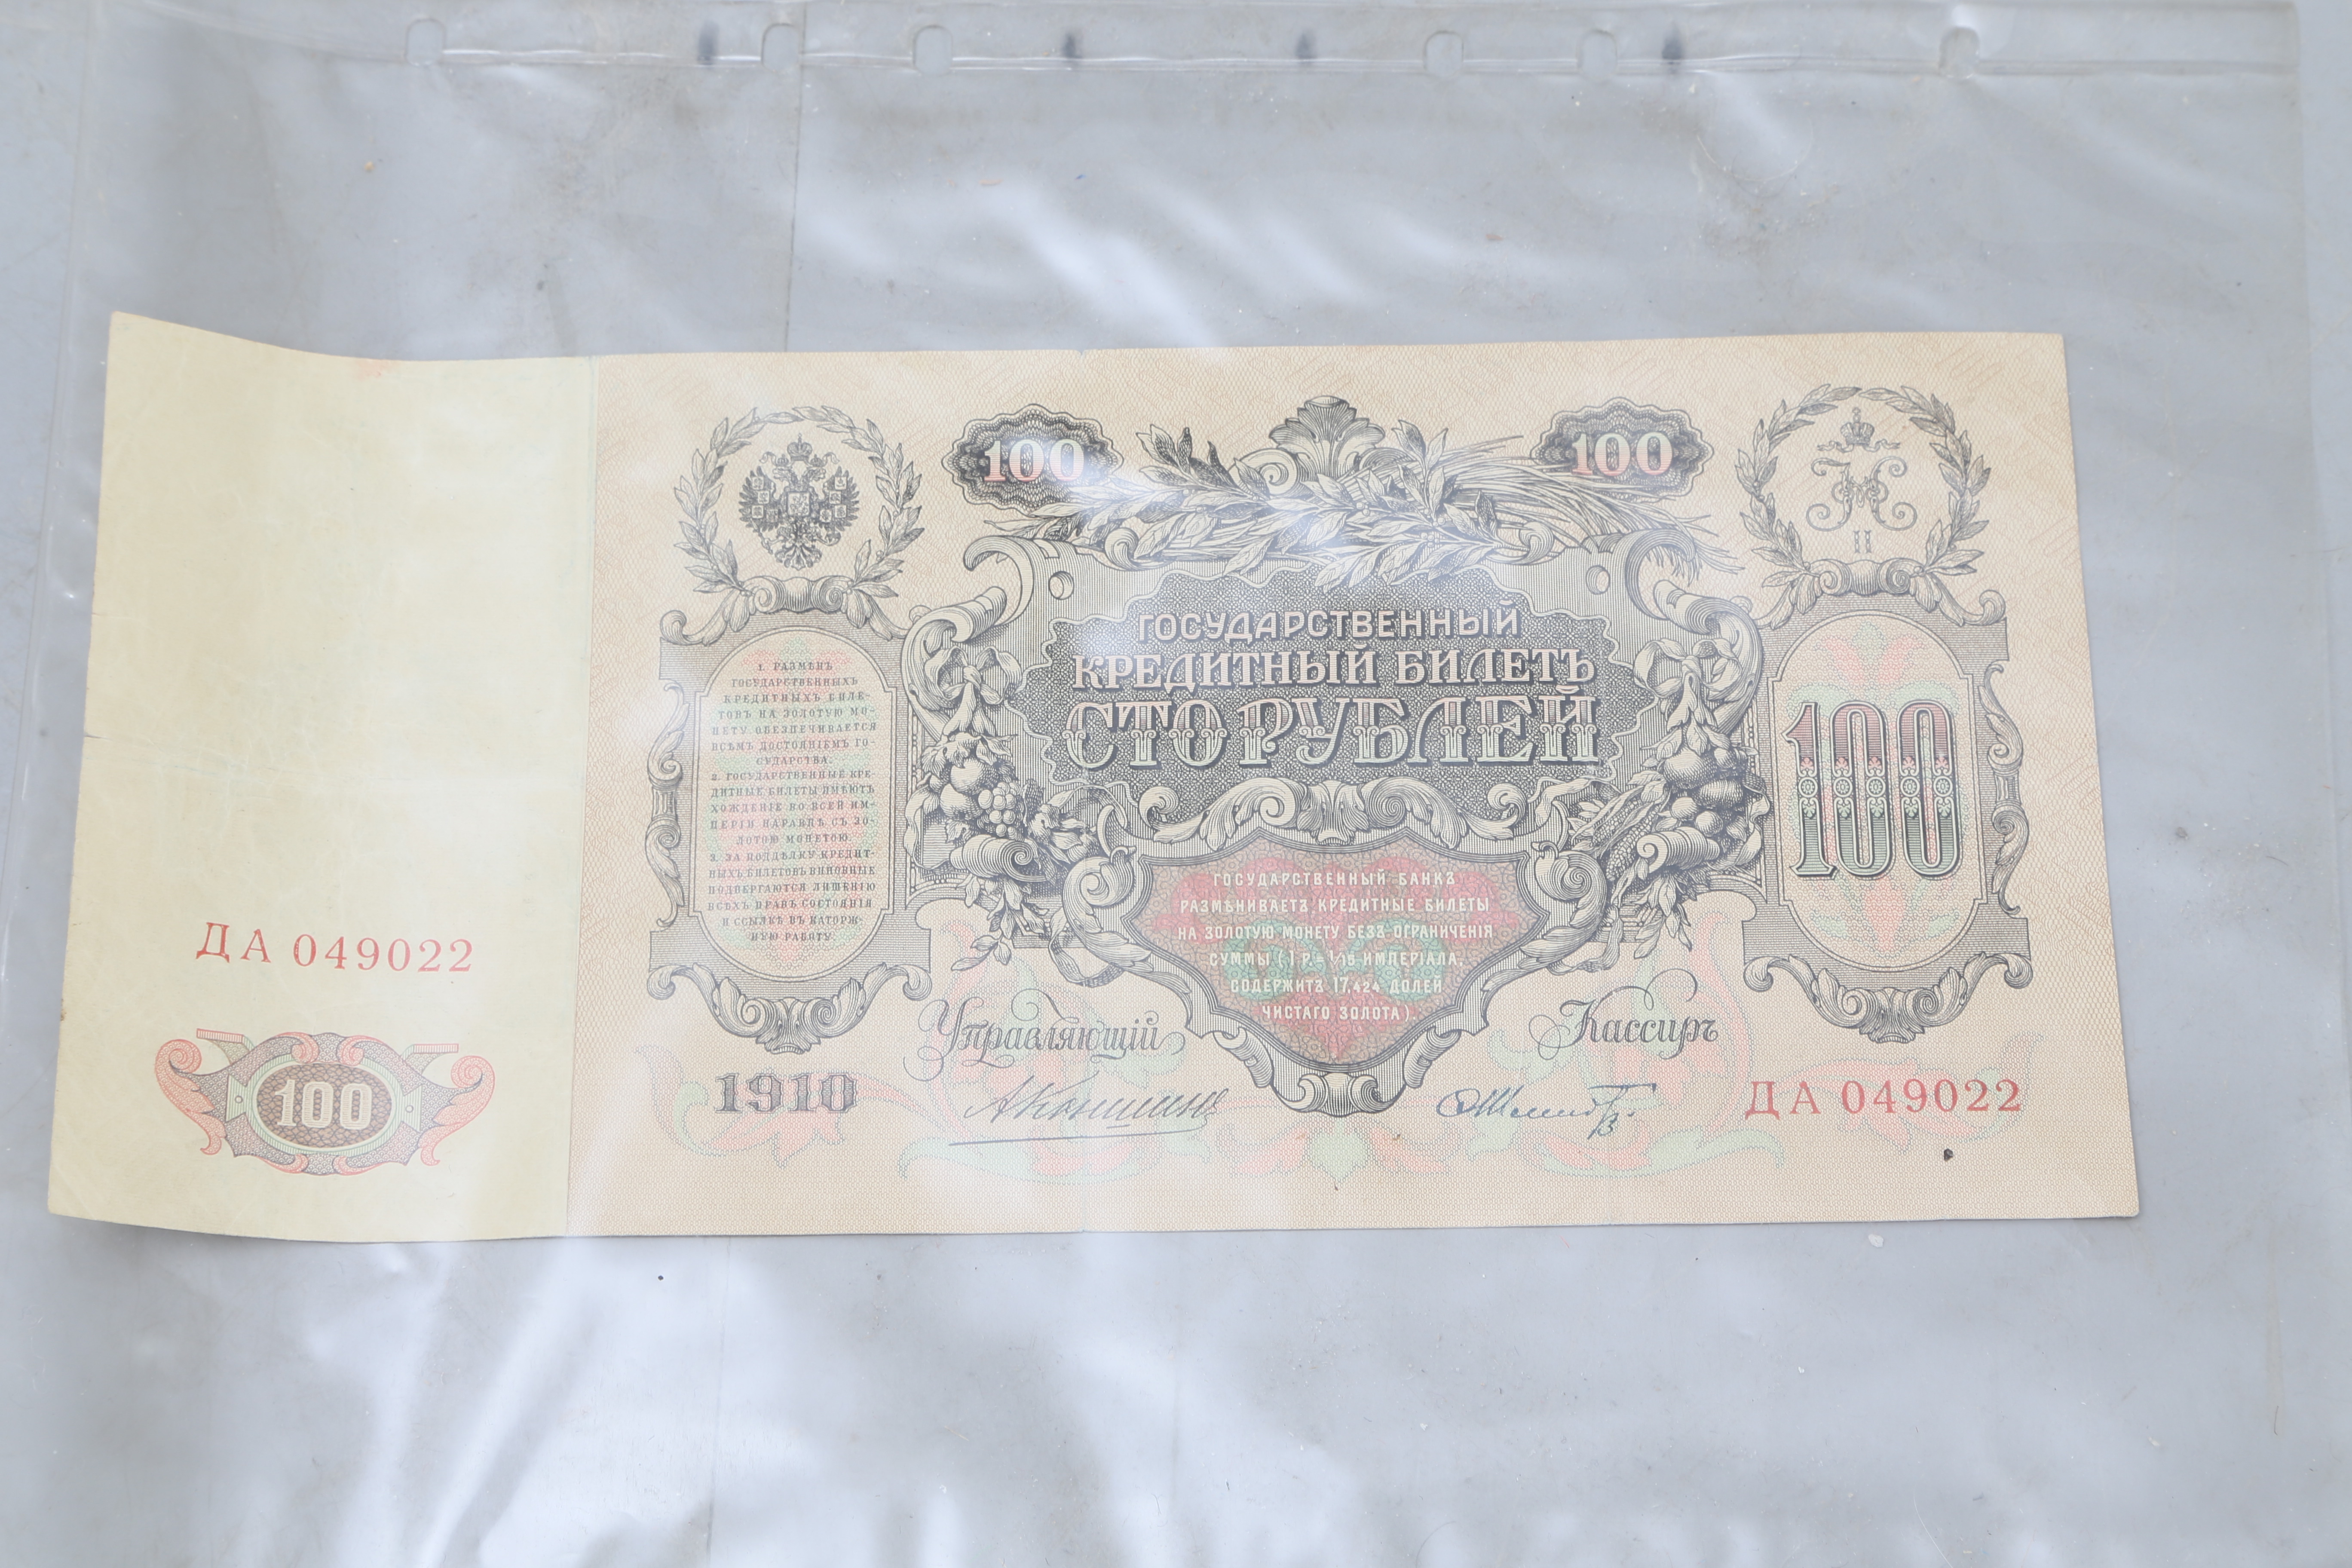 100
100
II
ГОСУДАРСТВЕННЫЙ
КРЕДИТНЫЙ БИЛЕТЪ
СТО РУБЛЕЙ
1. РАЗМѢНЪ
ГОСУДАРСТВЕННЫХЪ
КРЕДИТНЫХЪ БИЛЕ-
ТОВЪ НА ЗОЛОТУЮ МО-
НЕТУ ОБЕЗПЕЧИВАЕТСЯ
ВСѢМЪ ДОСТОЯНІЕМЪ ГО-
СУДАРСТВА.
2. ГОСУДАРСТВЕННЫЕ КРЕ-
ДИТНЫЕ БИЛЕТЫ ИМѢЮТЪ
ХОЖДЕНІЕ ВО ВСЕЙ ИМ-
ПЕРІИ НАРАВНѢ СЪ ЗО-
ЛОТОЮ МОНЕТОЮ.
3. ЗА ПОДДѢЛКУ КРЕДИТ-
НЫХЪ БИЛЕТОВЪ ВИНОВНЫЕ
ПОДВЕРГАЮТСЯ ЛИШЕНІЮ
ВСѢХЪ ПРАВЪ СОСТОЯНІЯ
И ССЫЛКѢ ВЪ КАТОРЖ-
НУЮ РАБОТУ.
100
ГОСУДАРСТВЕННЫЙ БАНКЪ
РАЗМѢНИВАЕТЪ КРЕДИТНЫЕ БИЛЕТЫ
НА ЗОЛОТУЮ МОНЕТУ БЕЗЪ ОГРАНИЧЕНІЯ
СУММЫ (1 Р. = 1/15 ИМПЕРІАЛА,
СОДЕРЖИТЪ 17,424 ДОЛЕЙ
ЧИСТАГО ЗОЛОТА).
ДА 049022
100
Управляющій
Кассиръ
1910
АКоншинъ
ДА 049022